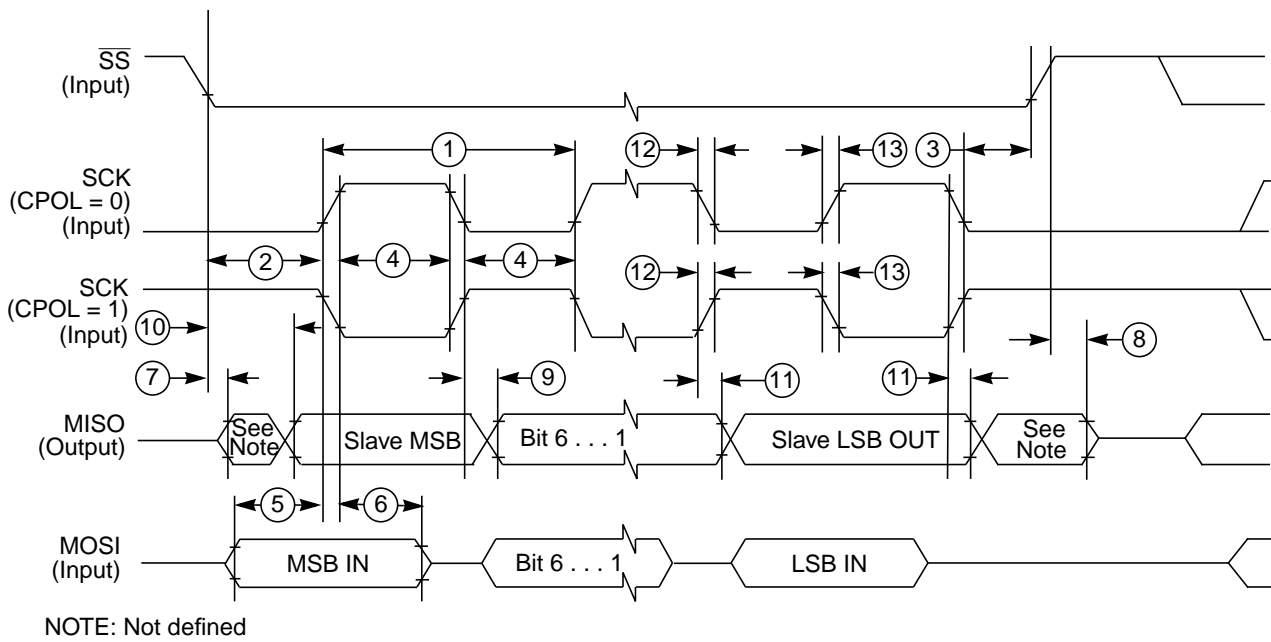 SS
(Input)
1
12
13
3
SCK
(CPOL = 0)
(Input)
2
4
4
12
13
SCK
(CPOL = 1)
(Input)
10
8
7
9
11
11
MISO
(Output)
See
Note
Slave MSB
Bit 6 . . . 1
Slave LSB OUT
See
Note
5
6
MOSI
(Input)
MSB IN
Bit 6 . . . 1
LSB IN
NOTE: Not defined